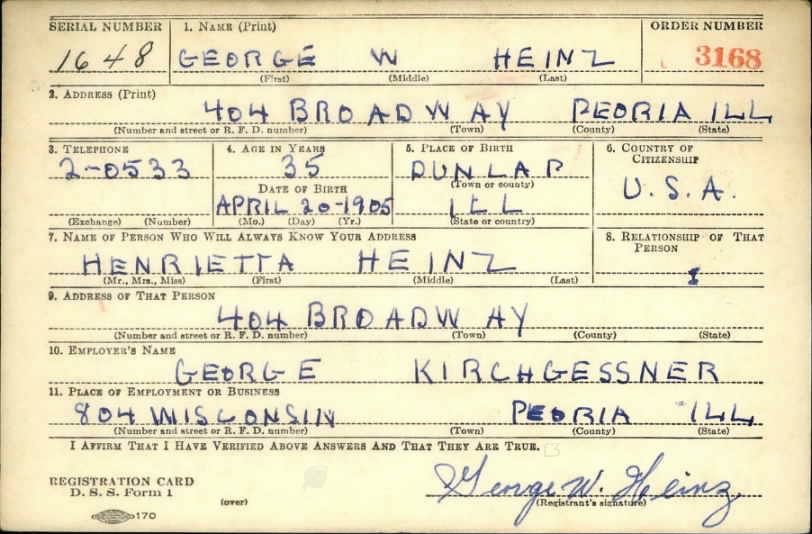 SERIAL NUMBER 1. NAME (Print) ORDER NUMBER
1648 GEORGE W HEINZ 3168
(First) (Middle) (Last)
2. ADDRESS (Print)
404 BROADWAY PEORIA ILL
(Number and street or R. F. D. number) (Town) (County) (State)
3. TELEPHONE 4. AGE IN YEARS 5. PLACE OF BIRTH 6. COUNTRY OF CITIZENSHIP
2-0533 35 DUNLAP U.S.A.
DATE OF BIRTH (Town or county)
APRIL 20-1905 ILL
(Exchange) (Number) (Mo.) (Day) (Yr.) (State or country)
7. NAME OF PERSON WHO WILL ALWAYS KNOW YOUR ADDRESS 8. RELATIONSHIP OF THAT PERSON
HENRIETTA HEINZ
(Mr., Mrs., Miss) (First) (Middle) (Last)
9. ADDRESS OF THAT PERSON
404 BROADWAY
(Number and street or R. F. D. number) (Town) (County) (State)
10. EMPLOYER'S NAME
GEORGE KIRCHGESSNER
11. PLACE OF EMPLOYMENT OR BUSINESS
804 WISCONSIN PEORIA ILL
(Number and street or R. F. D. number) (Town) (County) (State)
I AFFIRM THAT I HAVE VERIFIED ABOVE ANSWERS AND THAT THEY ARE TRUE.
REGISTRATION CARD George W. Heinz
D. S. S. Form 1 (over) (Registrant's signature)
170